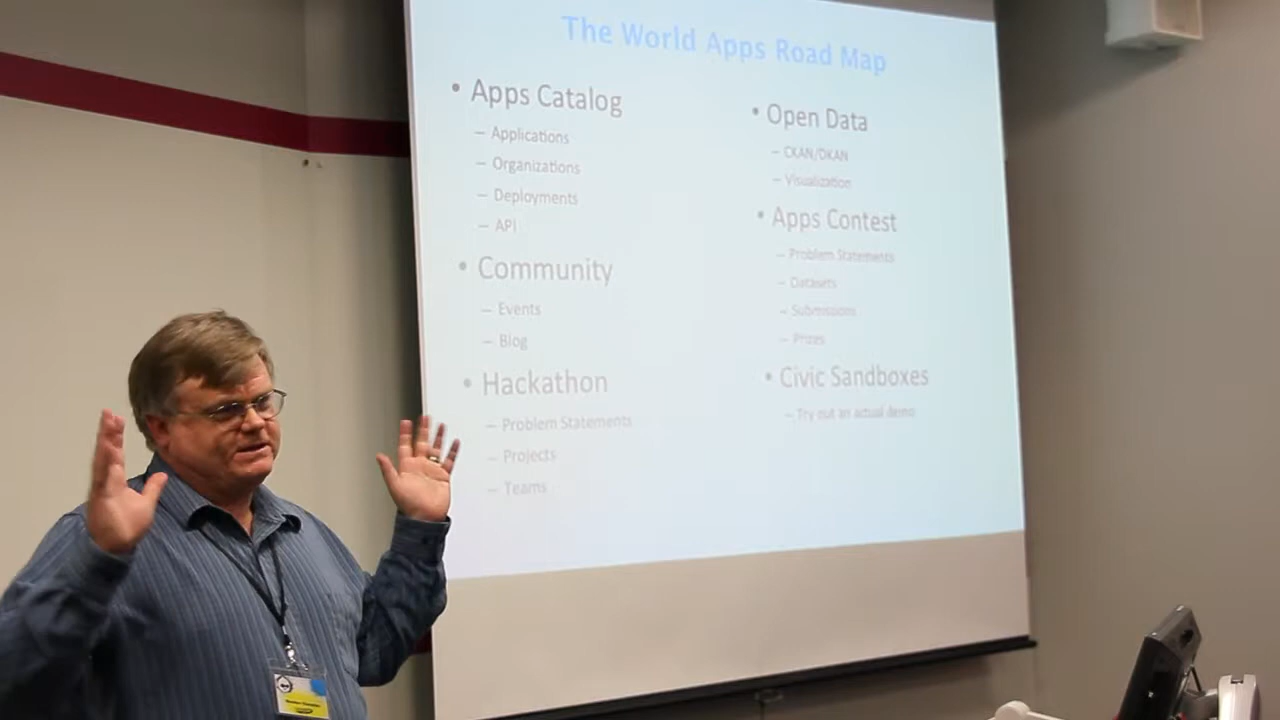 The World Apps Road Map
• Apps Catalog
– Applications
– Organizations
– Deployments
– API
• Community
– Events
– Blog
• Hackathon
– Problem Statements
– Projects
– Teams
• Open Data
– CKAN/DKAN
– Visualization
• Apps Contest
– Problem Statements
– Datasets
– Submissions
– Prizes
• Civic Sandboxes
– Try out an actual demo